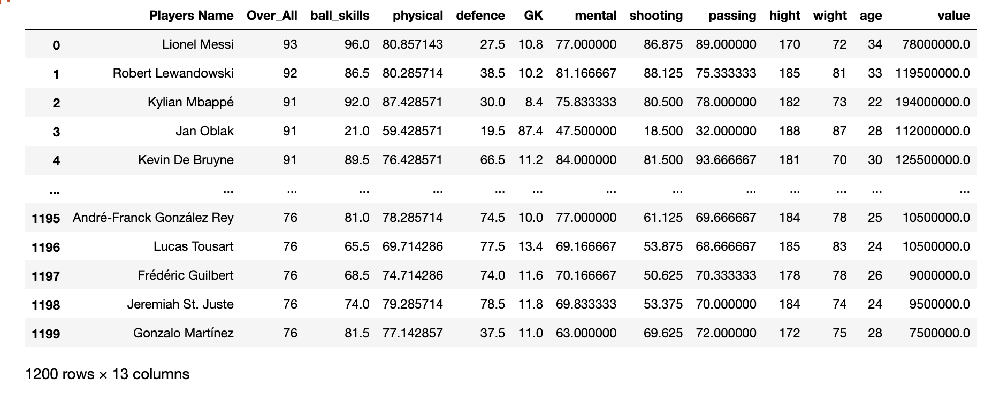 Players Name Over_All ball_skills physical defence GK mental shooting passing hight wight age value
0 Lionel Messi 93 96.0 80.857143 27.5 10.8 77.000000 86.875 89.000000 170 72 34 78000000.0
1 Robert Lewandowski 92 86.5 80.285714 38.5 10.2 81.166667 88.125 75.333333 185 81 33 119500000.0
2 Kylian Mbappé 91 92.0 87.428571 30.0 8.4 75.833333 80.500 78.000000 182 73 22 194000000.0
3 Jan Oblak 91 21.0 59.428571 19.5 87.4 47.500000 18.500 32.000000 188 87 28 112000000.0
4 Kevin De Bruyne 91 89.5 76.428571 66.5 11.2 84.000000 81.500 93.666667 181 70 30 125500000.0
... ... ... ... ... ... ... ... ... ... ... ... ... ...
1195 André-Franck González Rey 76 81.0 78.285714 74.5 10.0 77.000000 61.125 69.666667 184 78 25 10500000.0
1196 Lucas Tousart 76 65.5 69.714286 77.5 13.4 69.166667 53.875 68.666667 185 83 24 10500000.0
1197 Frédéric Guilbert 76 68.5 74.714286 74.0 11.6 70.166667 50.625 70.333333 178 78 26 9000000.0
1198 Jeremiah St. Juste 76 74.0 79.285714 78.5 11.8 69.833333 53.375 70.000000 184 74 24 9500000.0
1199 Gonzalo Martínez 76 81.5 77.142857 37.5 11.0 63.000000 69.625 72.000000 172 75 28 7500000.0
1200 rows × 13 columns